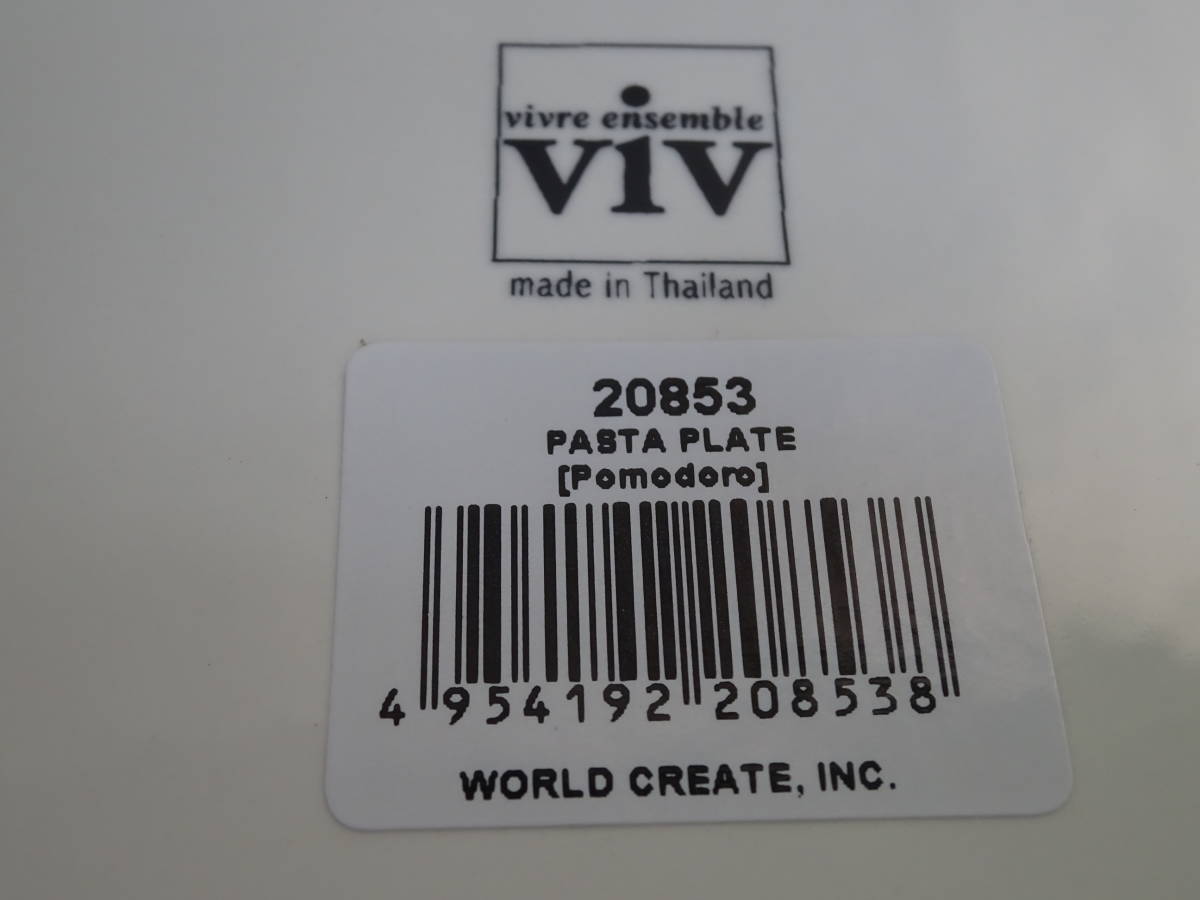 vivre ensemble
viv
made in Thailand
20853
PASTA PLATE
[Pomodoro]
4 954192 208538
WORLD CREATE, INC.